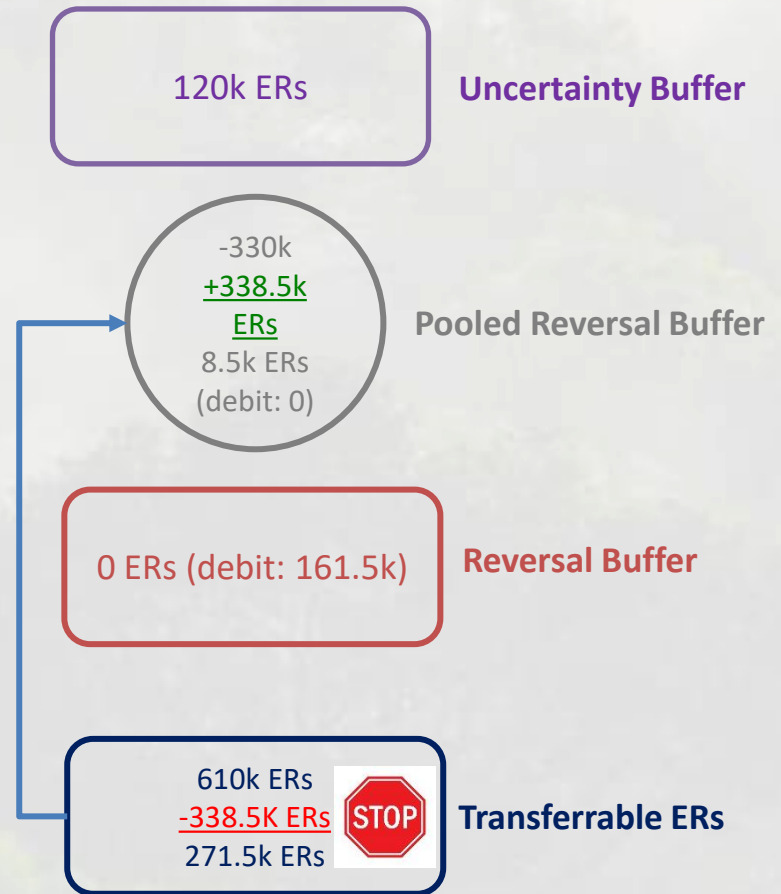 120k ERs
Uncertainty Buffer
-330k
+338.5k
ERs
8.5k ERs
(debit: 0)
Pooled Reversal Buffer
0 ERs (debit: 161.5k)
Reversal Buffer
610k ERs
-338.5K ERs
271.5k ERs
STOP
Transferrable ERs